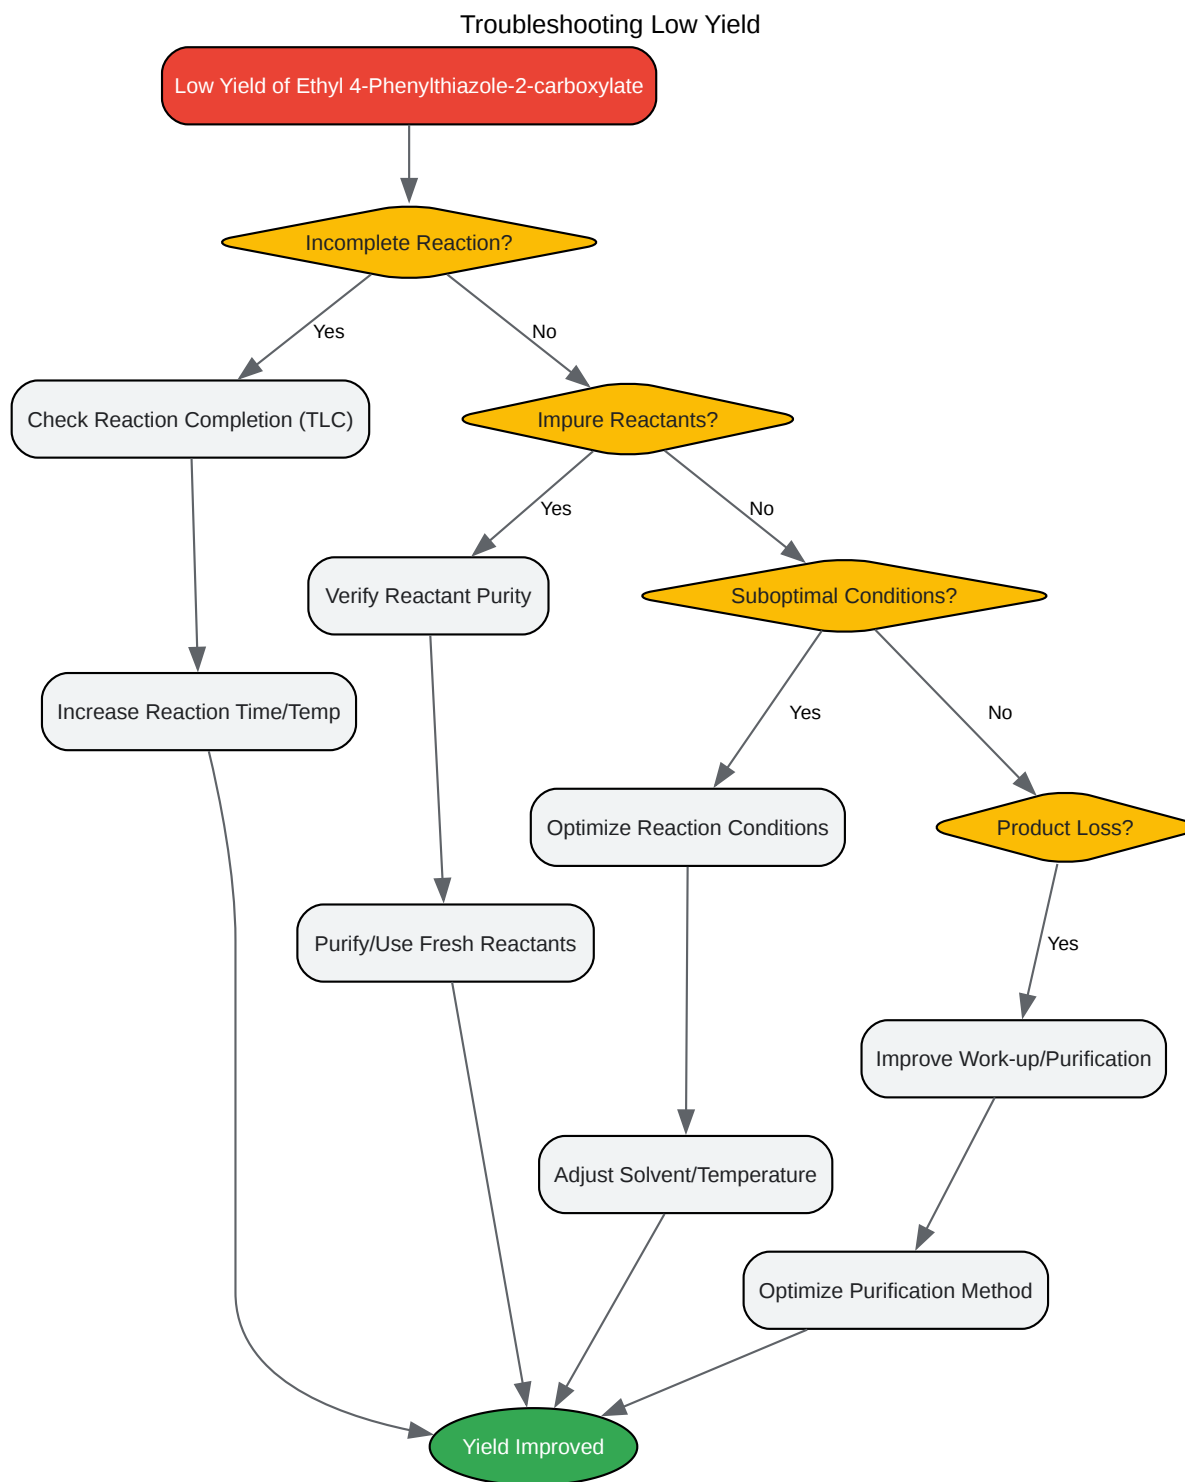 Troubleshooting Low Yield
Low Yield of Ethyl 4-Phenylthiazole-2-carboxylate
Incomplete Reaction?
Yes
No
Check Reaction Completion (TLC)
Impure Reactants?
Yes
No
Verify Reactant Purity
Suboptimal Conditions?
Increase Reaction Time/Temp
Yes
No
Optimize Reaction Conditions
Product Loss?
Purify/Use Fresh Reactants
Yes
Improve Work-up/Purification
Adjust Solvent/Temperature
Optimize Purification Method
Yield Improved